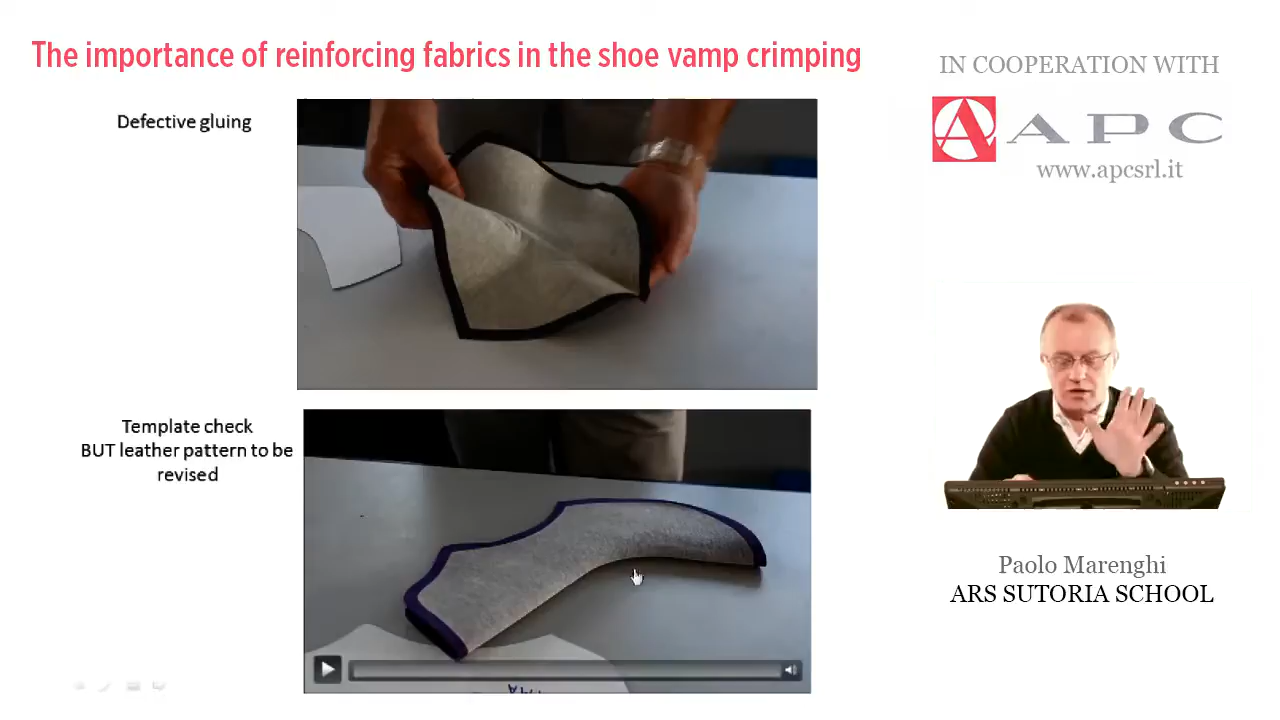 The importance of reinforcing fabrics in the shoe vamp crimping
IN COOPERATION WITH
APC
www.apcsrl.it
Defective gluing
Template check
BUT leather pattern to be
revised
Paolo Marenghi
ARS SUTORIA SCHOOL